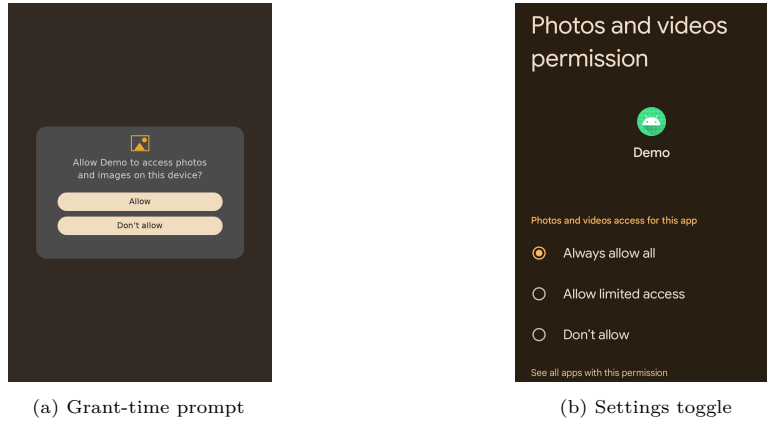 Allow Demo to access photos
and images on this device?
Allow
Don't allow
(a) Grant-time prompt
Photos and videos
permission
Demo
Photos and videos access for this app
Always allow all
Allow limited access
Don't allow
See all apps with this permission
(b) Settings toggle